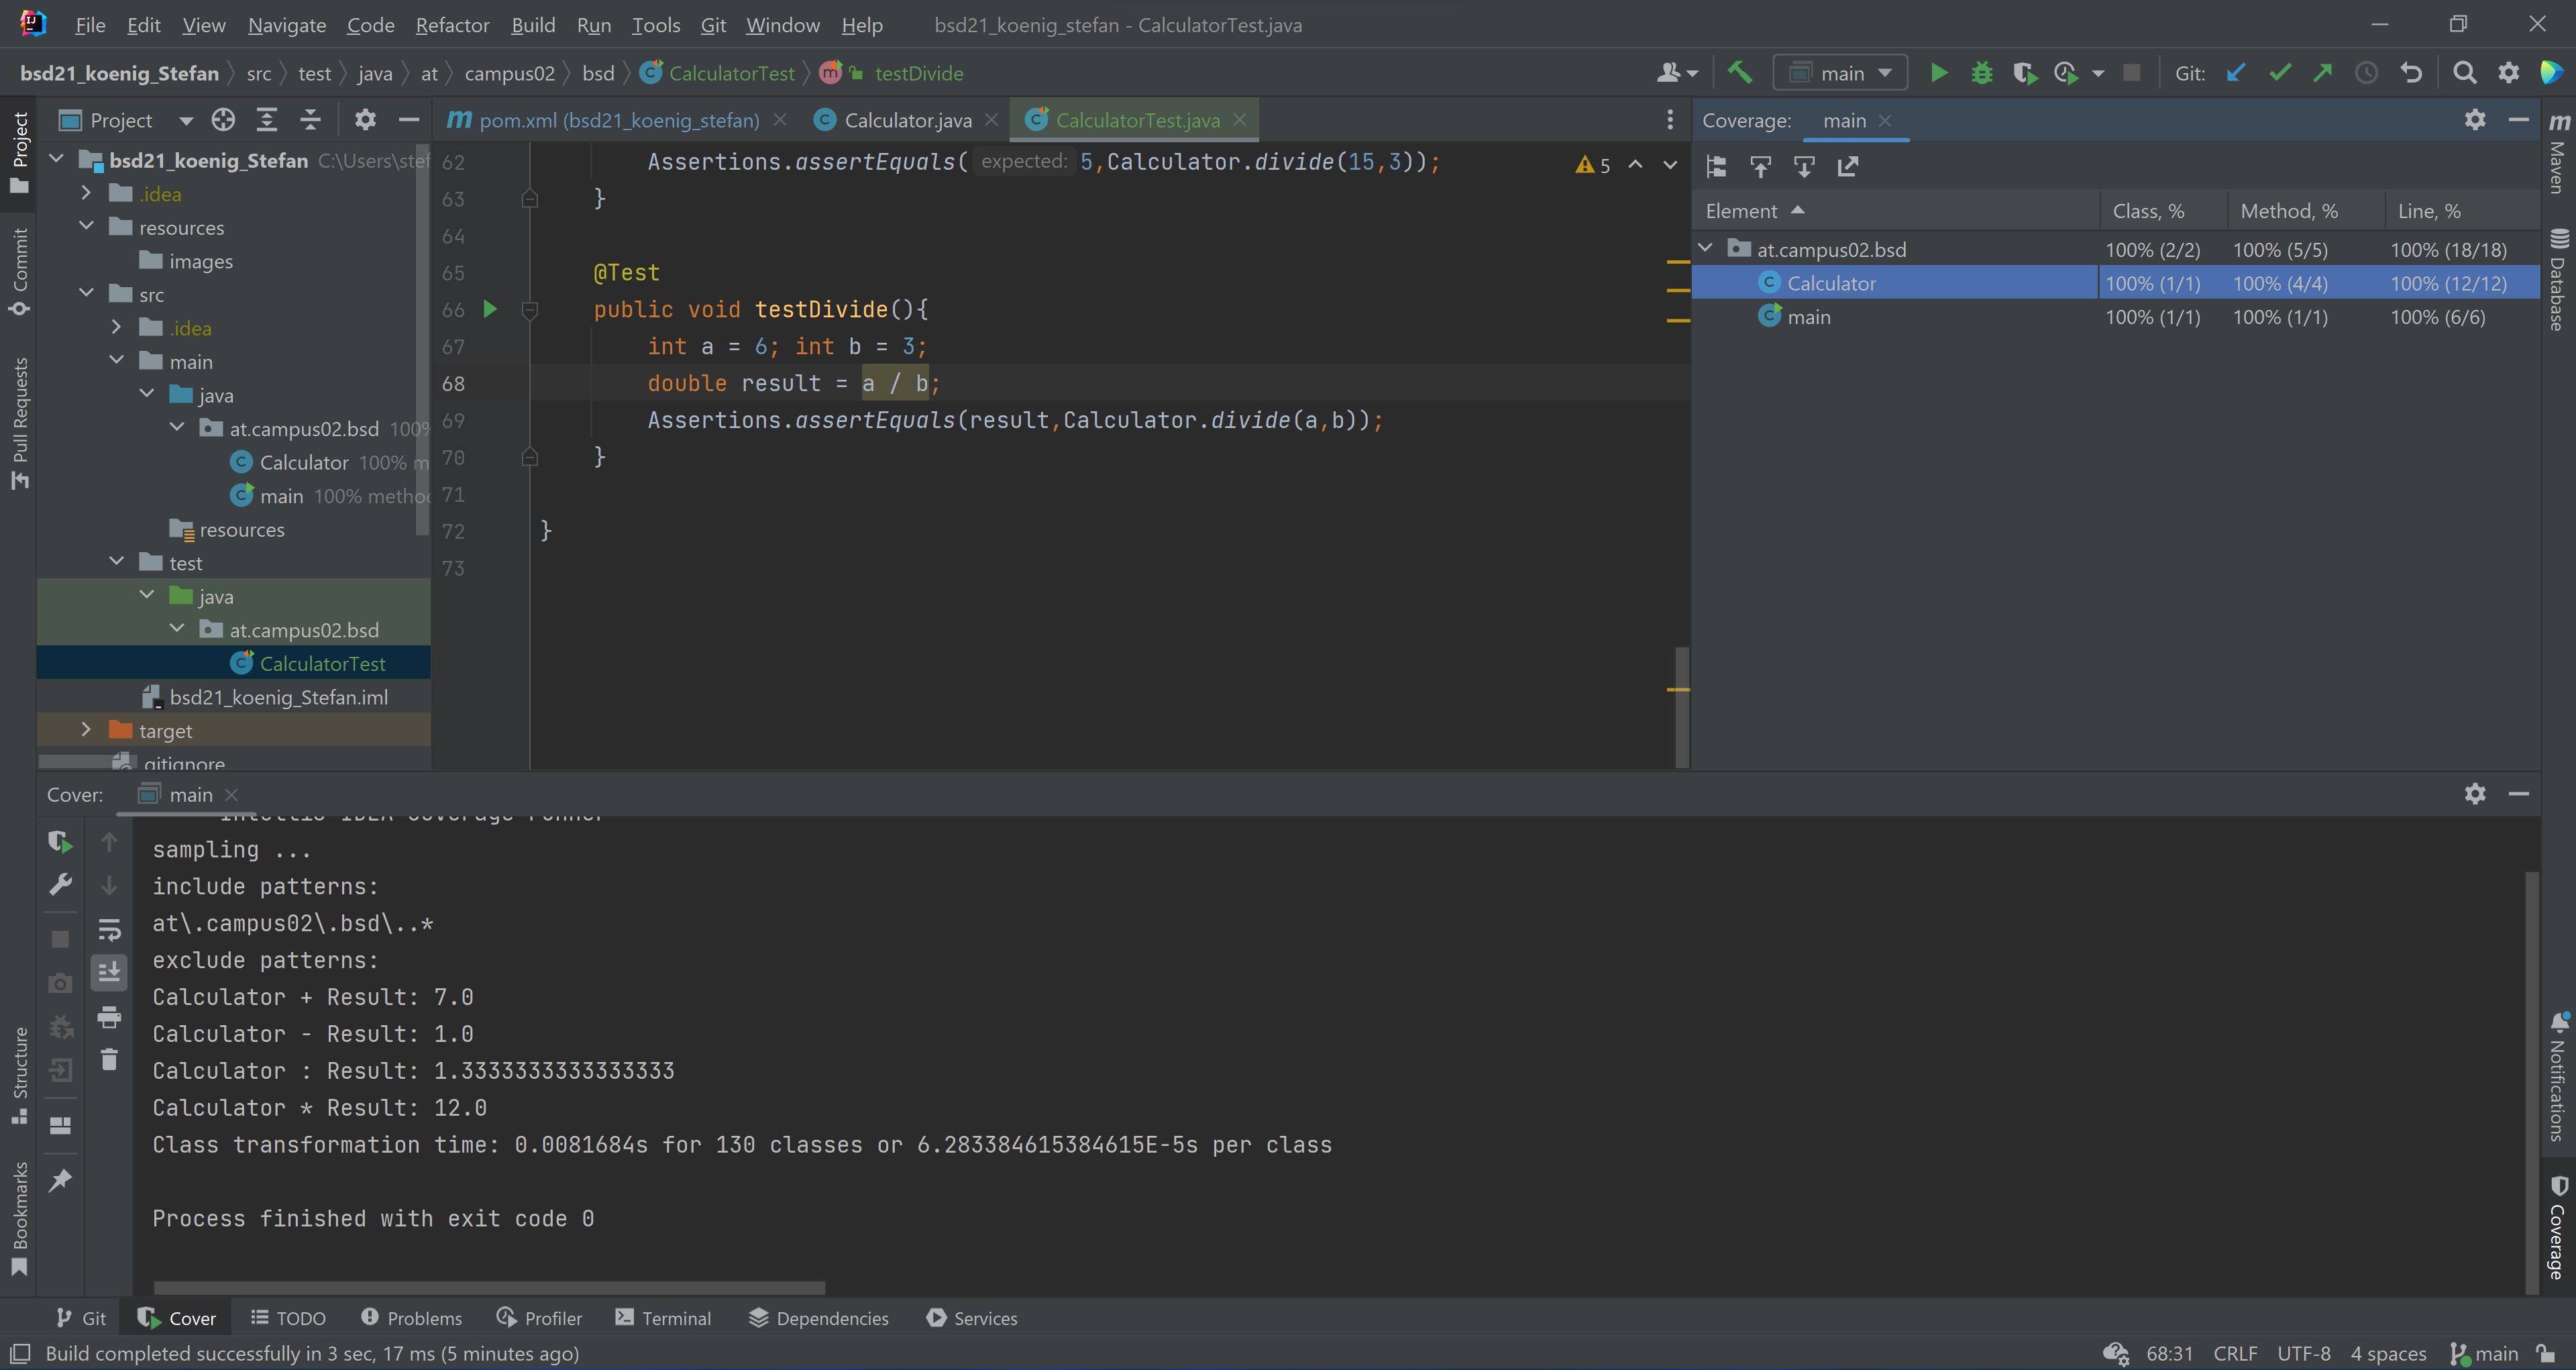 File Edit View Navigate Code Refactor Build Run Tools Git Window Help bsd21_koenig_stefan - CalculatorTest.java
bsd21_koenig_Stefan src test java at campus02 bsd CalculatorTest testDivide main Git:
Project
Commit
Pull Requests
Structure
Bookmarks
Project
bsd21_koenig_Stefan C:\Users\stef
.idea
resources
images
src
.idea
main
java
at.campus02.bsd 100%
Calculator 100% m
main 100% metho
resources
test
java
at.campus02.bsd
CalculatorTest
bsd21_koenig_Stefan.iml
target
.gitignore
pom.xml (bsd21_koenig_stefan) Calculator.java CalculatorTest.java
5
62 Assertions.assertEquals( expected: 5,Calculator.divide(15,3));
63 }
64
65 @Test
66 public void testDivide(){
67 int a = 6; int b = 3;
68 double result = a / b;
69 Assertions.assertEquals(result,Calculator.divide(a,b));
70 }
71
72 }
73
Coverage: main
Element Class, % Method, % Line, %
at.campus02.bsd 100% (2/2) 100% (5/5) 100% (18/18)
Calculator 100% (1/1) 100% (4/4) 100% (12/12)
main 100% (1/1) 100% (1/1) 100% (6/6)
Maven
Database
Notifications
Coverage
Cover: main
IntelliJ IDEA coverage runner
sampling ...
include patterns:
at\.campus02\.bsd\..*
exclude patterns:
Calculator + Result: 7.0
Calculator - Result: 1.0
Calculator : Result: 1.3333333333333333
Calculator * Result: 12.0
Class transformation time: 0.0081684s for 130 classes or 6.283384615384615E-5s per class
Process finished with exit code 0
Git Cover TODO Problems Profiler Terminal Dependencies Services
Build completed successfully in 3 sec, 17 ms (5 minutes ago) 68:31 CRLF UTF-8 4 spaces main